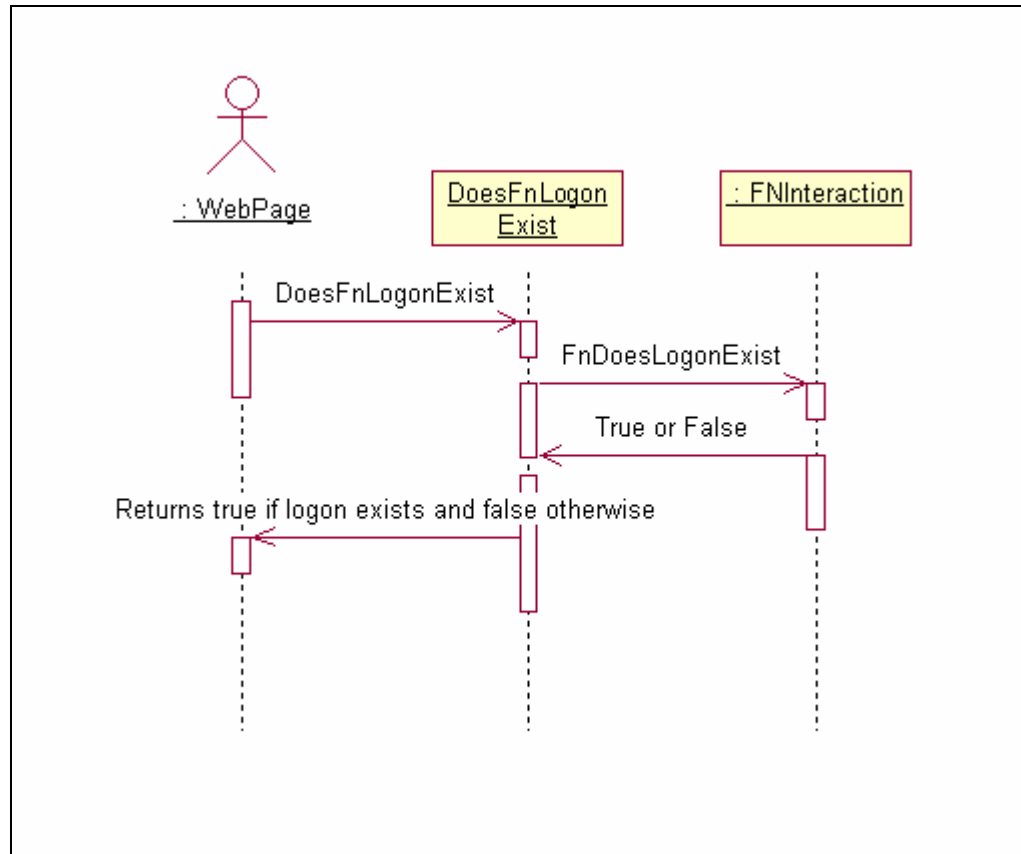 : WebPage
DoesFnLogon
Exist
: FNInteraction
DoesFnLogonExist
FnDoesLogonExist
True or False
Returns true if logon exists and false otherwise